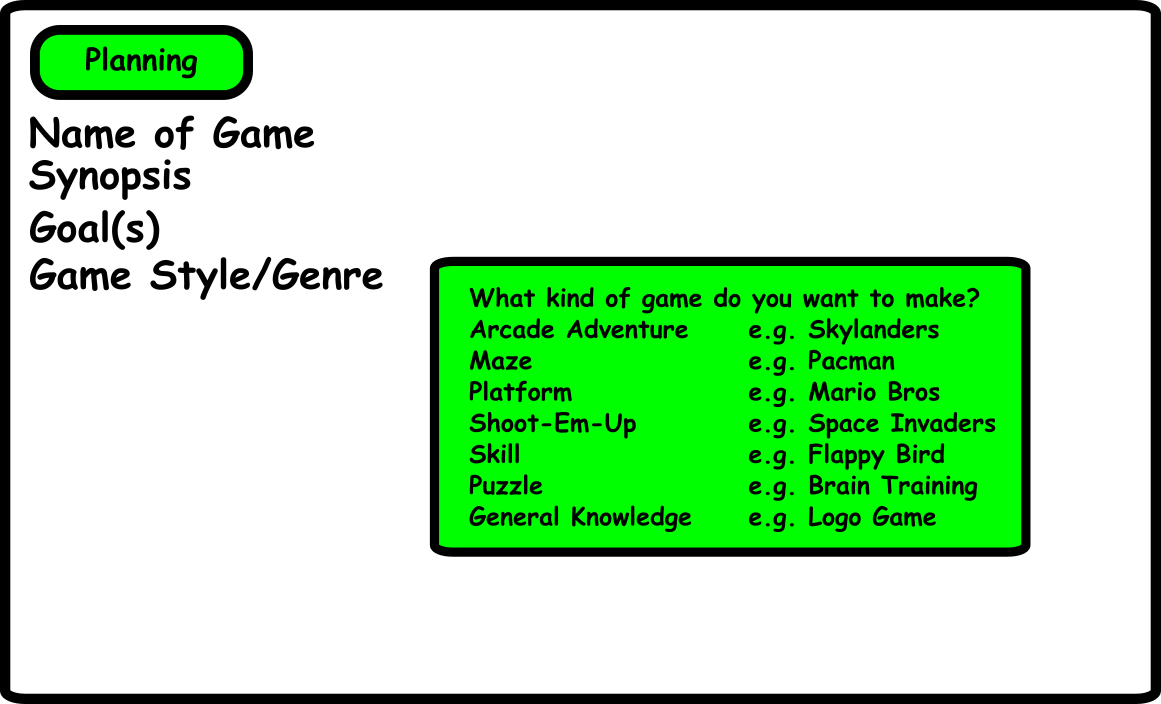 Planning
Name of Game
Synopsis
Goal(s)
Game Style/Genre
What kind of game do you want to make?
Arcade Adventure e.g. Skylanders
Maze e.g. Pacman
Platform e.g. Mario Bros
Shoot-Em-Up e.g. Space Invaders
Skill e.g. Flappy Bird
Puzzle e.g. Brain Training
General Knowledge e.g. Logo Game